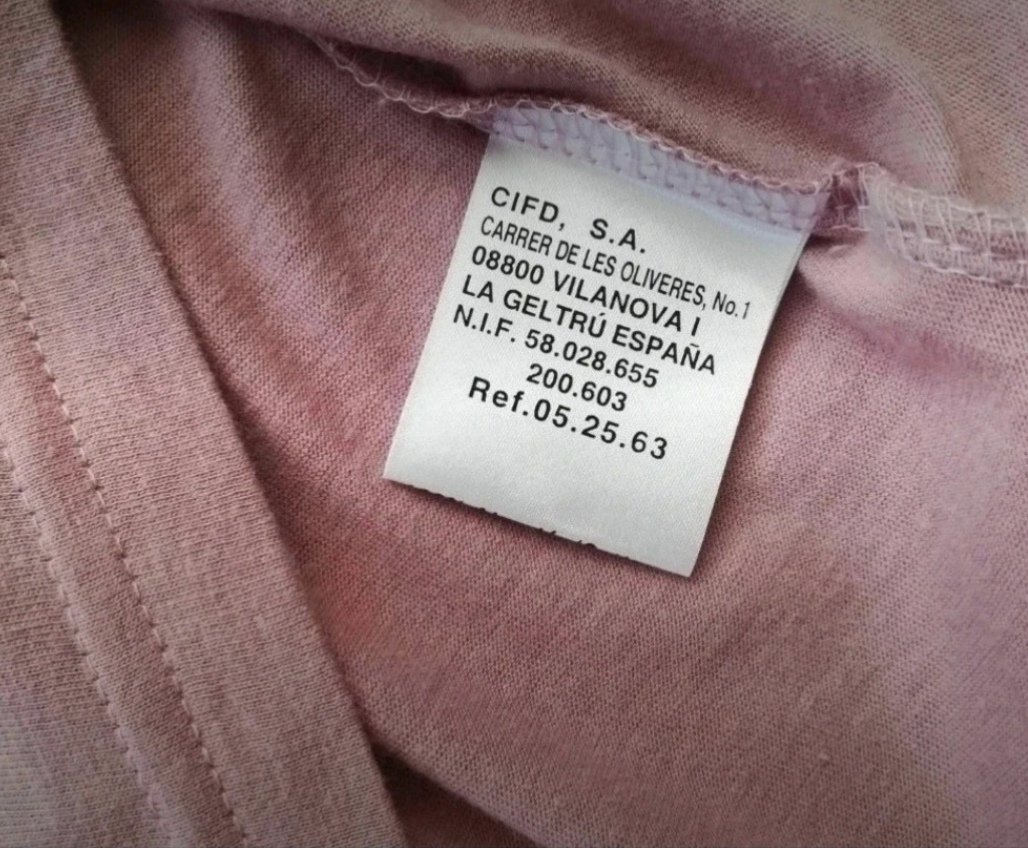 CIFD, S.A.
CARRER DE LES OLIVERES, No.1
08800 VILANOVA I
LA GELTRÚ ESPAÑA
N.I.F. 58.028.655
200.603
Ref.05.25.63